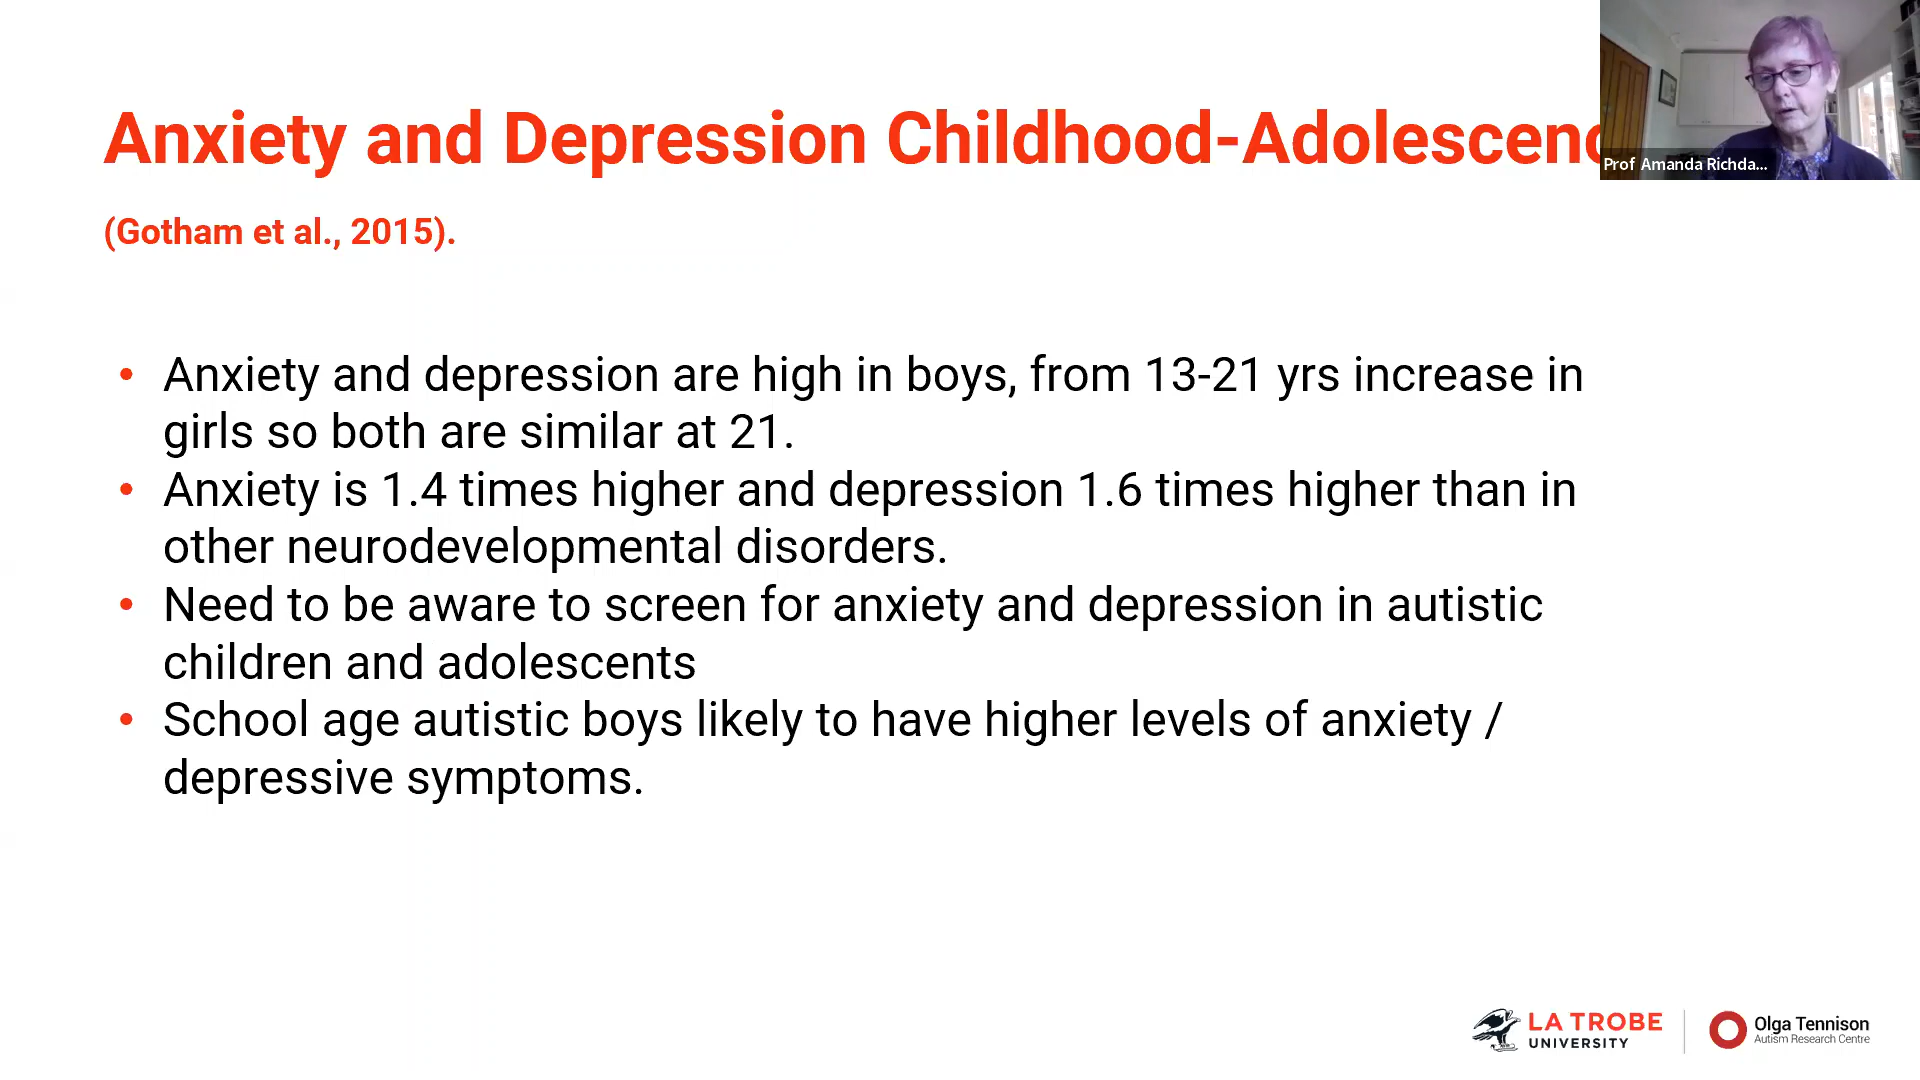 Anxiety and Depression Childhood-Adolescenc
(Gotham et al., 2015).
• Anxiety and depression are high in boys, from 13-21 yrs increase in
girls so both are similar at 21.
• Anxiety is 1.4 times higher and depression 1.6 times higher than in
other neurodevelopmental disorders.
• Need to be aware to screen for anxiety and depression in autistic
children and adolescents
• School age autistic boys likely to have higher levels of anxiety /
depressive symptoms.
Prof Amanda Richda...
LA TROBE
UNIVERSITY
Olga Tennison
Autism Research Centre